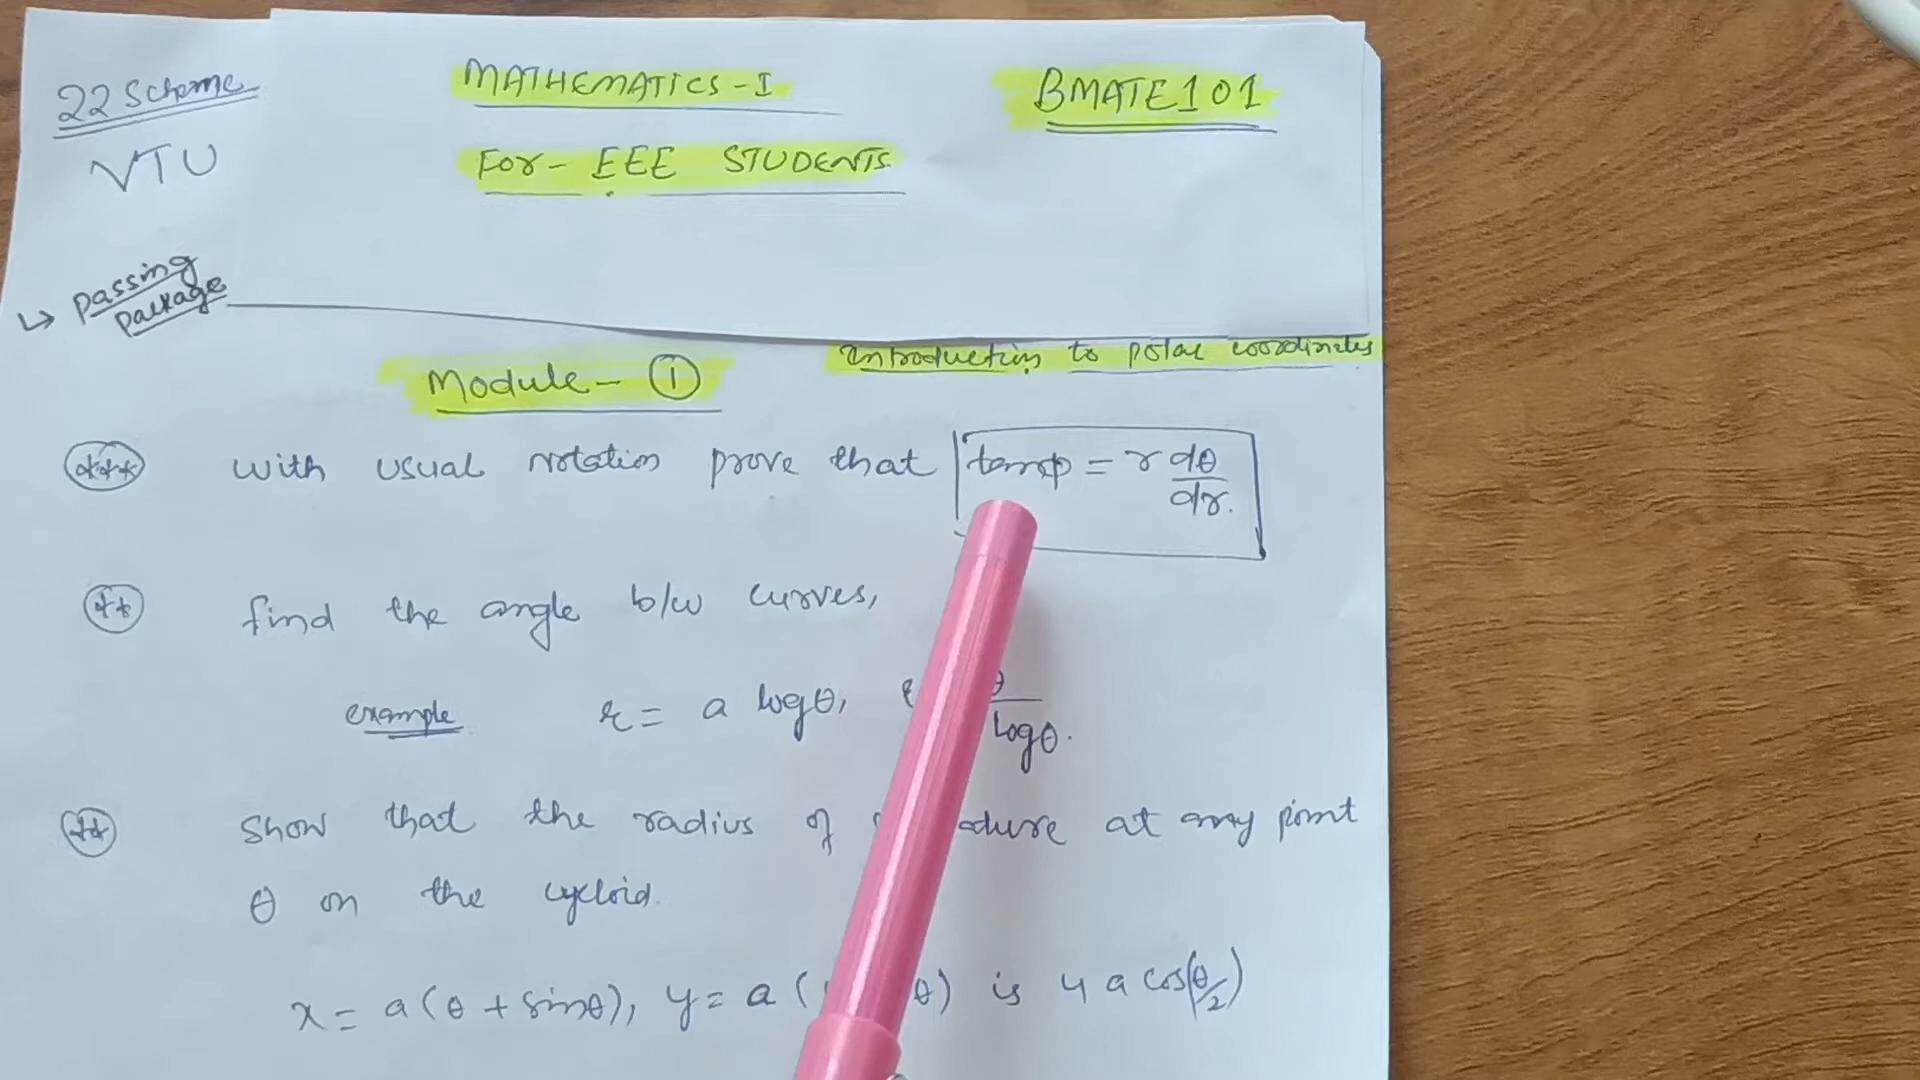 22 Scheme
VTU
MATHEMATICS-I
BMATE101
For- EEE STUDENTS
↳ passing package
Module- ①
Introduction to polar coordinates
*** with usual notation prove that tanφ = r dθ/dr.
** find the angle b/w curves,
example r = a logθ, θ/logθ.
** Show that the radius of at any point
θ on the cycloid.
x = a(θ + sinθ), y = a( θ) is 4 a cos(θ/2)